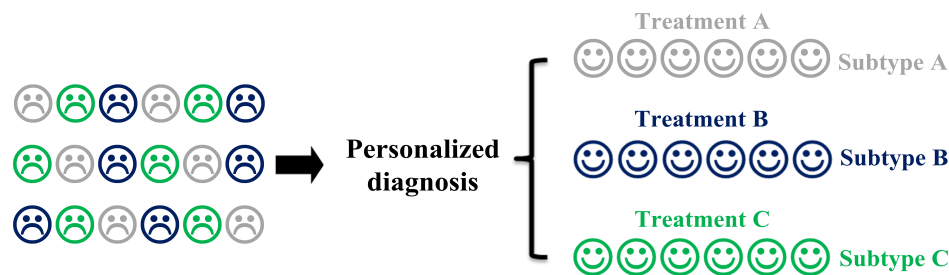 Treatment A
Subtype A
Personalized
diagnosis
Treatment B
Subtype B
Treatment C
Subtype C